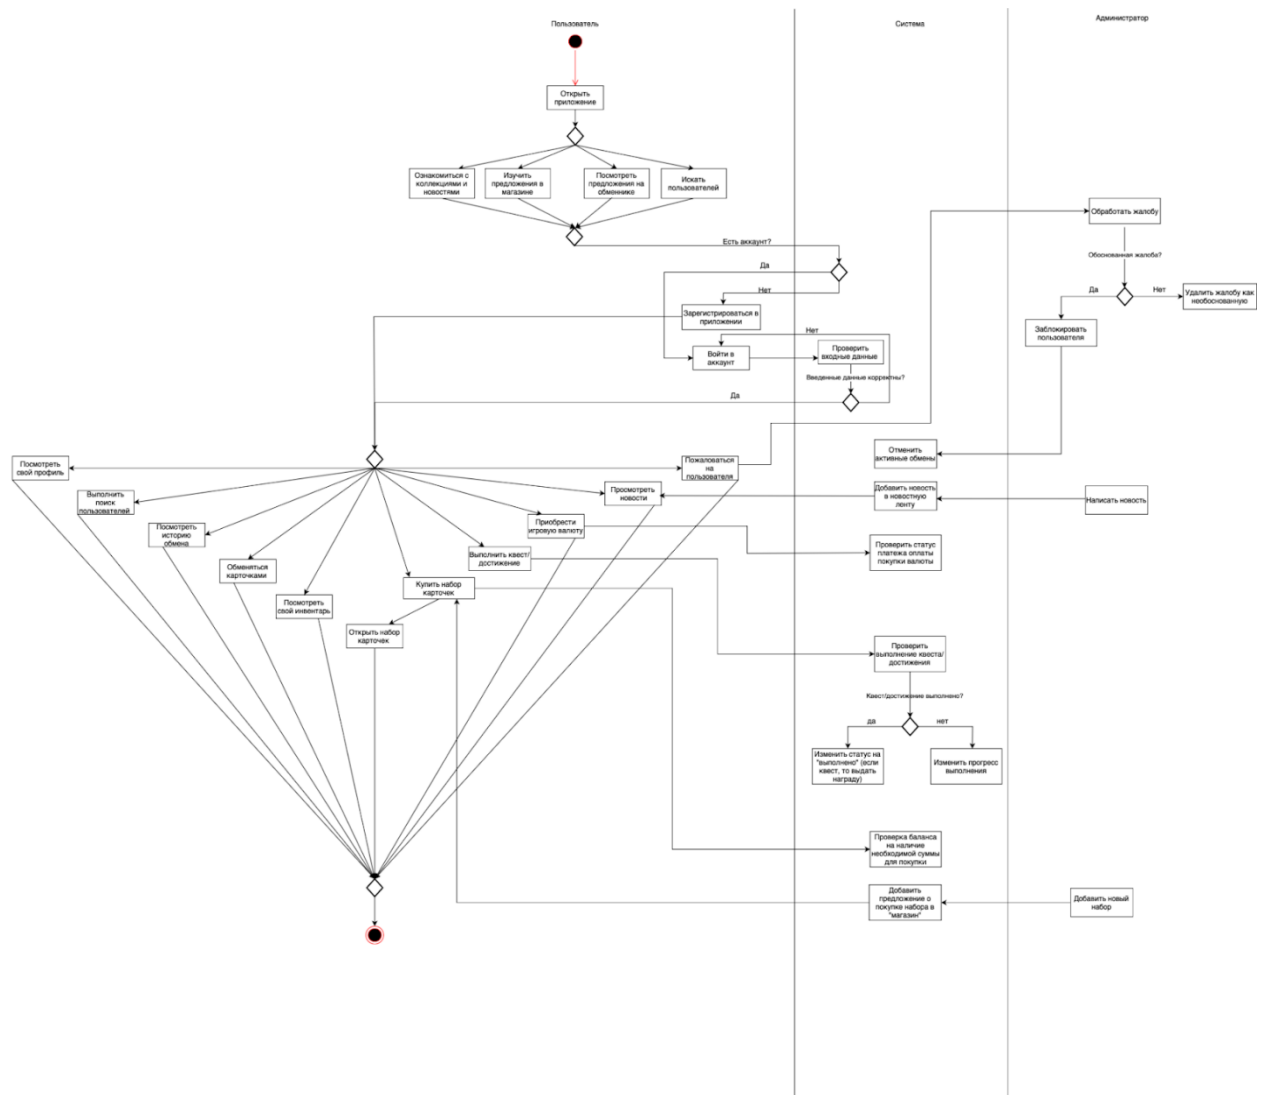 Пользователь
Система
Администратор
Открыть
приложение
Ознакомиться с
коллекциями и
новостями
Изучить
предложения в
магазине
Посмотреть
предложения на
обменнике
Искать
пользователей
Обработать жалобу
Есть аккаунт?
Обоснованная жалоба?
Да
Нет
Да
Нет
Удалить жалобу как
необоснованную
Зарегистрироваться в
приложении
Заблокировать
пользователя
Нет
Войти в
аккаунт
Проверить
входные данные
Введенные данные корректны?
Да
Посмотреть
свой профиль
Пожаловаться
на
пользователя
Отменить
активные обмены
Выполнить
поиск
пользователей
Просмотреть
новости
Добавить новость
в новостную
ленту
Написать новость
Посмотреть
историю
обмена
Приобрести
игровую валюту
Проверить статус
платежа оплаты
покупки валюты
Обменяться
карточками
Выполнить квест/
достижение
Посмотреть
свой инвентарь
Купить набор
карточек
Открыть набор
карточек
Проверить
выполнение квеста/
достижения
Квест/достижение выполнено?
да
нет
Изменить статус на
"выполнено" (если
квест, то выдать
награду)
Изменить прогресс
выполнения
Проверка баланса
на наличие
необходимой суммы
для покупки
Добавить
предложение о
покупке набора в
"магазин"
Добавить новый
набор